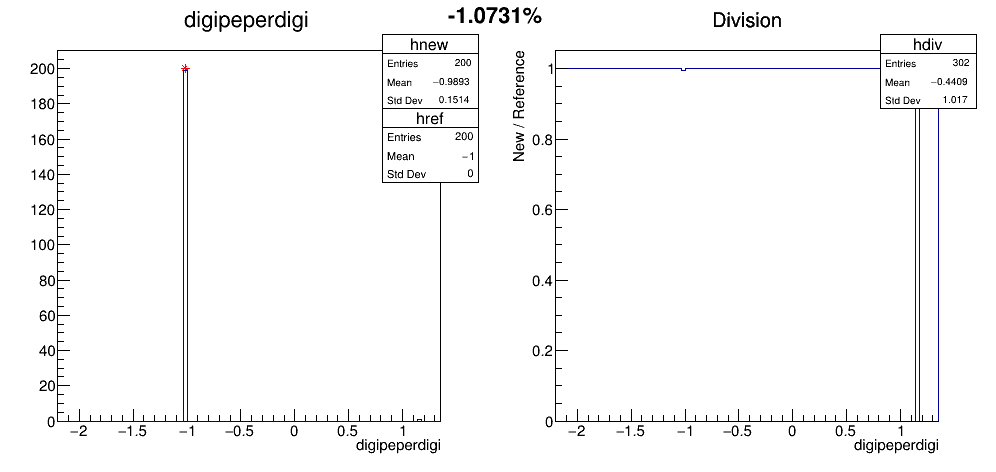 -1.0731%
digipeperdigi
hnew
Entries 200
Mean −0.9893
Std Dev 0.1514
href
Entries 200
Mean −1
Std Dev 0
200
180
160
140
120
100
80
60
40
20
0
−2 −1.5 −1 −0.5 0 0.5 1
digipeperdigi
Division
hdiv
Entries 302
Mean −0.4409
Std Dev 1.017
New / Reference
1
0.8
0.6
0.4
0.2
0
−2 −1.5 −1 −0.5 0 0.5 1
digipeperdigi